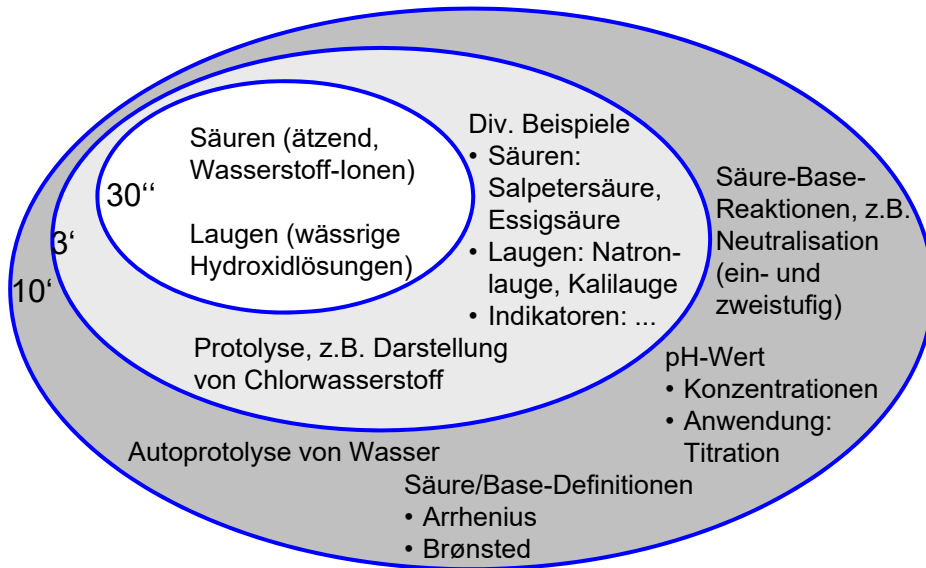 30“
Säuren (ätzend,
Wasserstoff-Ionen)
Laugen (wässrige
Hydroxidlösungen)
3‘
Div. Beispiele
• Säuren:
Salpetersäure,
Essigsäure
• Laugen: Natron-
lauge, Kalilauge
• Indikatoren: ...
Protolyse, z.B. Darstellung
von Chlorwasserstoff
10‘
Säure-Base-
Reaktionen, z.B.
Neutralisation
(ein- und
zweistufig)
pH-Wert
• Konzentrationen
• Anwendung:
Titration
Autoprotolyse von Wasser
Säure/Base-Definitionen
• Arrhenius
• Brønsted